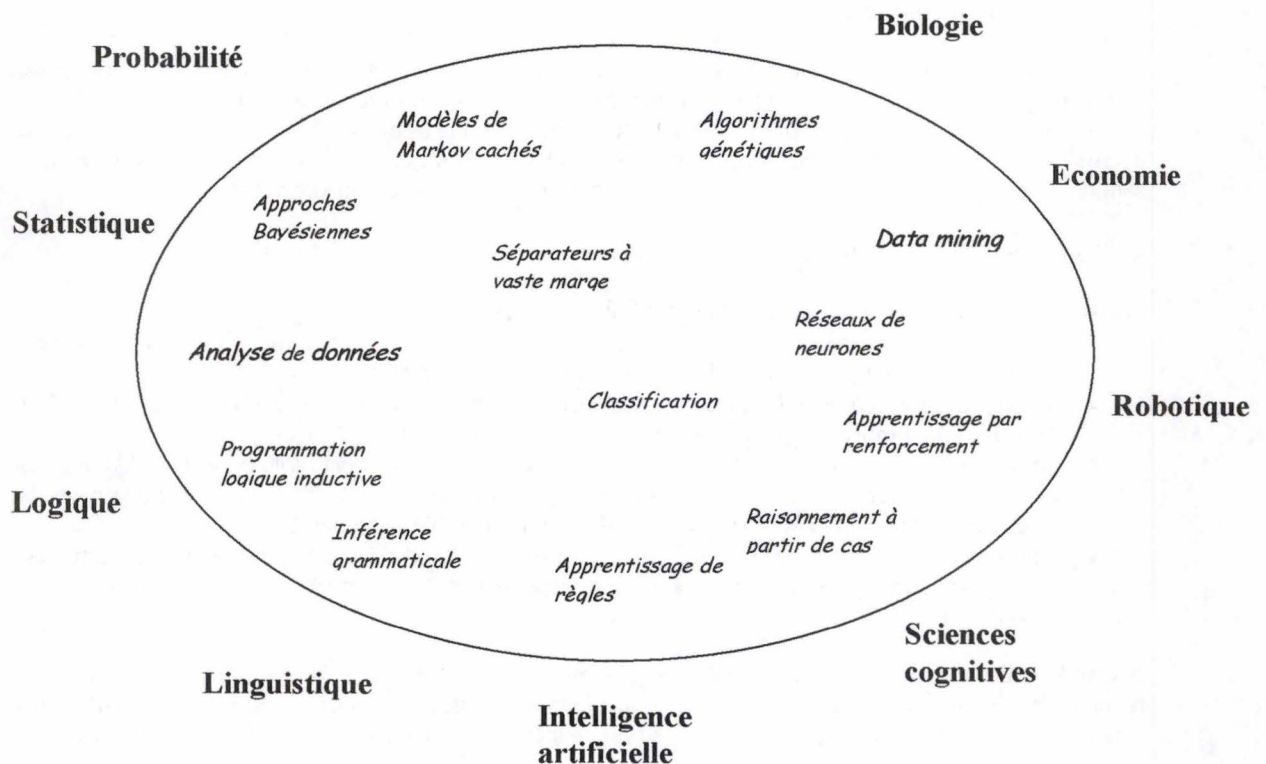 Biologie
Probabilité
Modèles de
Markov cachés
Algorithmes
génétiques
Economie
Approches
Bayésiennes
Statistique
Data mining
Séparateurs à
vaste marge
Réseaux de
neurones
Analyse de données
Classification
Robotique
Apprentissage par
renforcement
Programmation
logique inductive
Logique
Raisonnement à
partir de cas
Inférence
grammaticale
Apprentissage de
règles
Sciences
cognitives
Linguistique
Intelligence
artificielle